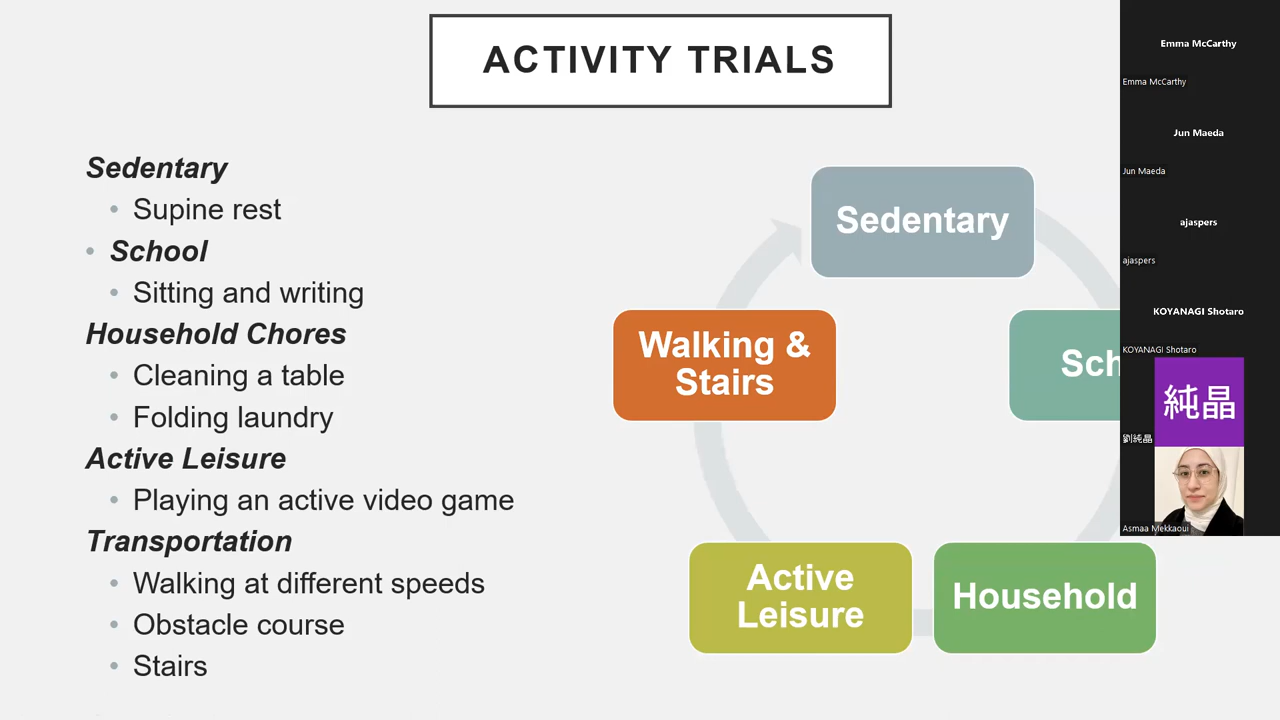 ACTIVITY TRIALS
Sedentary
• Supine rest
• School
• Sitting and writing
Household Chores
• Cleaning a table
• Folding laundry
Active Leisure
• Playing an active video game
Transportation
• Walking at different speeds
• Obstacle course
• Stairs
Sedentary
Walking &
Stairs
Sch
Active
Leisure
Household
Emma McCarthy
Emma McCarthy
Jun Maeda
Jun Maeda
ajaspers
ajaspers
KOYANAGI Shotaro
KOYANAGI Shotaro
純晶
劉純晶
Asmaa Mekkaoui